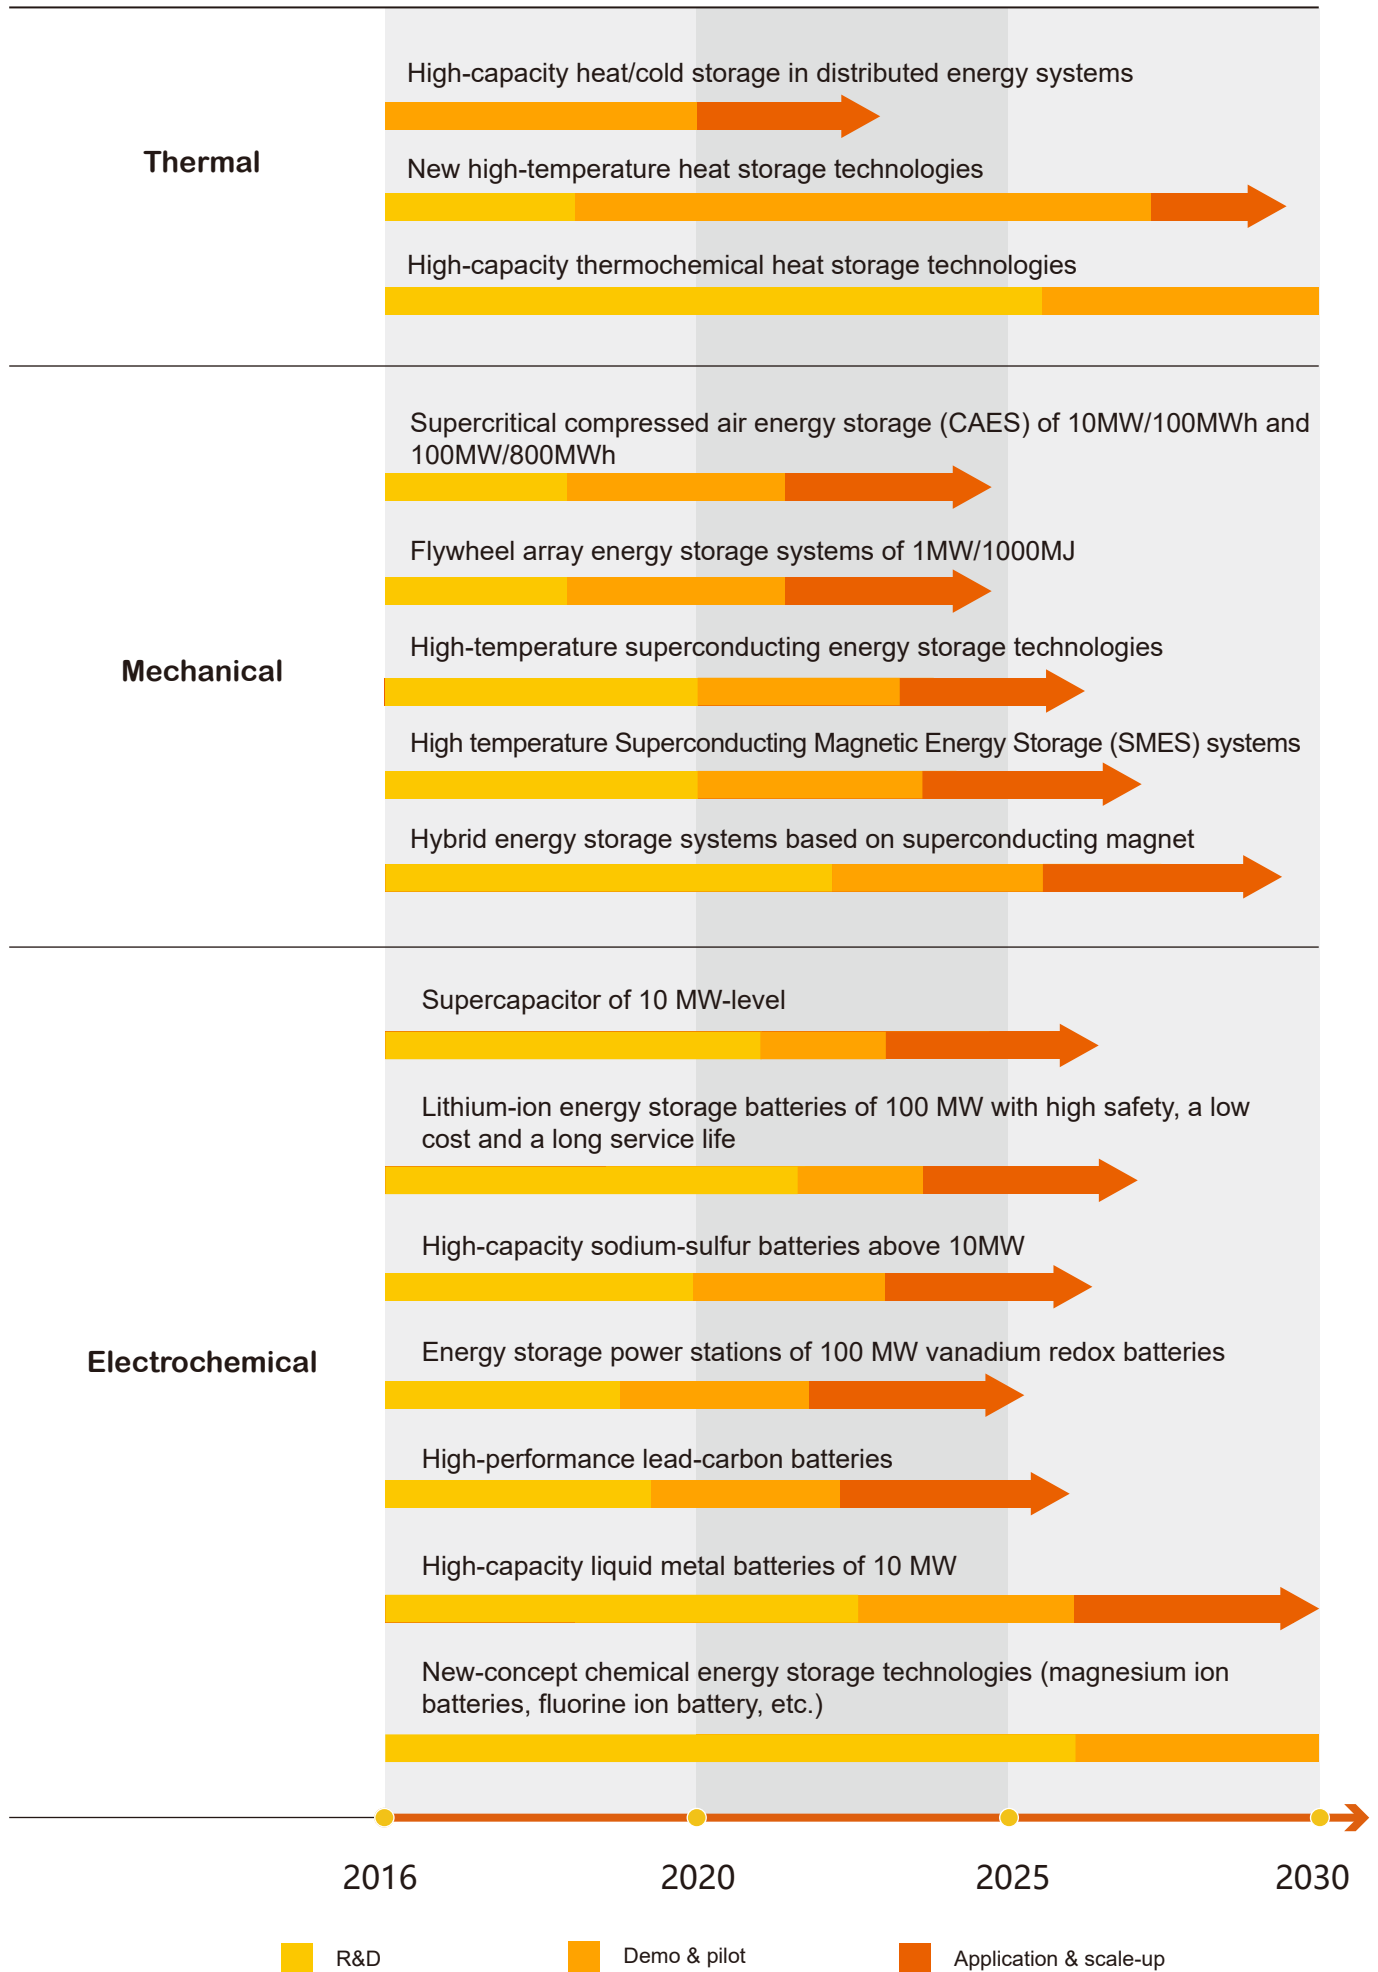 High-capacity heat/cold storage in distributed energy systems
Thermal
New high-temperature heat storage technologies
High-capacity thermochemical heat storage technologies
Supercritical compressed air energy storage (CAES) of 10MW/100MWh and
100MW/800MWh
Flywheel array energy storage systems of 1MW/1000MJ
High-temperature superconducting energy storage technologies
Mechanical
High temperature Superconducting Magnetic Energy Storage (SMES) systems
Hybrid energy storage systems based on superconducting magnet
Supercapacitor of 10 MW-level
Lithium-ion energy storage batteries of 100 MW with high safety, a low
cost and a long service life
High-capacity sodium-sulfur batteries above 10MW
Energy storage power stations of 100 MW vanadium redox batteries
Electrochemical
High-performance lead-carbon batteries
High-capacity liquid metal batteries of 10 MW
New-concept chemical energy storage technologies (magnesium ion
batteries, fluorine ion battery, etc.)
2016 2020 2025 2030
R&D Demo & pilot Application & scale-up